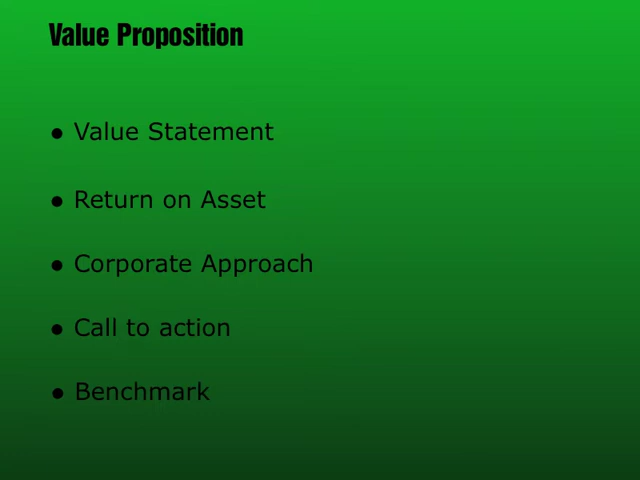 Value Proposition
● Value Statement
● Return on Asset
● Corporate Approach
● Call to action
● Benchmark